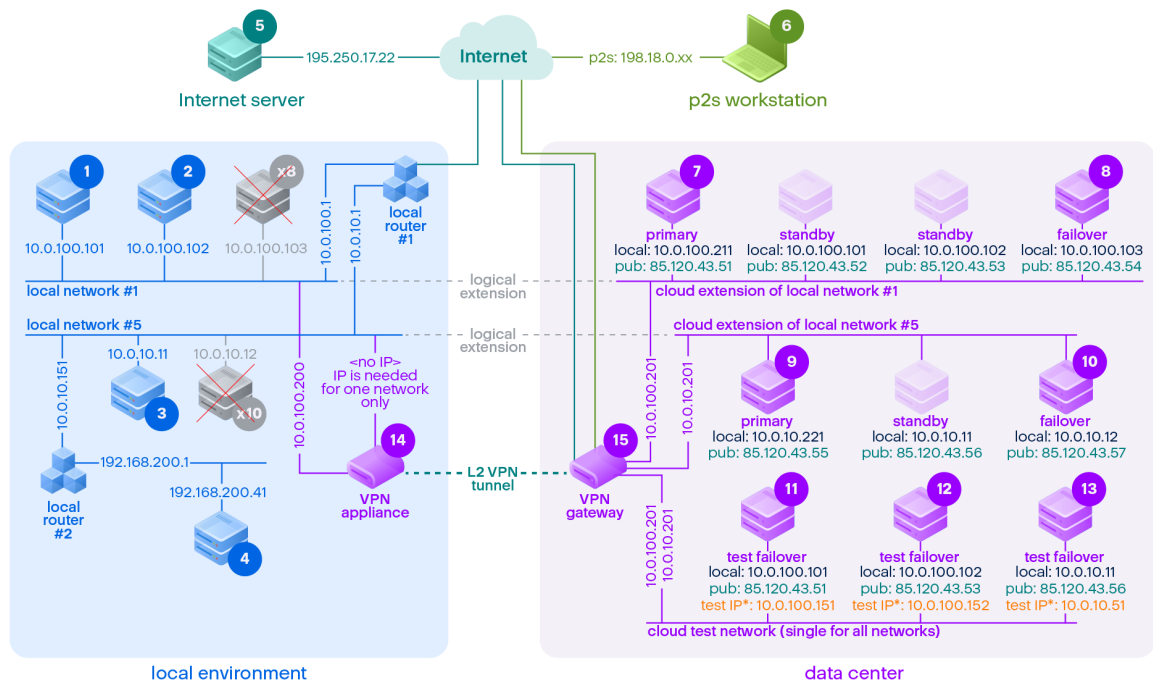 5
6
195.250.17.22
Internet
p2s: 198.18.0.xx
Internet server
p2s workstation
1
2
x8
10.0.100.101
10.0.100.102
10.0.100.103
10.0.100.1
10.0.10.1
local
router
#1
local network #1
logical
extension
local network #5
logical
extension
10.0.10.151
10.0.10.11
10.0.10.12
3
x10
10.0.100.200
<no IP>
IP is needed
for one network
only
14
VPN
appliance
192.168.200.1
local
router
#2
192.168.200.41
4
L2 VPN
tunnel
local environment
7
8
primary
local: 10.0.100.211
pub: 85.120.43.51
standby
local: 10.0.100.101
pub: 85.120.43.52
standby
local: 10.0.100.102
pub: 85.120.43.53
failover
local: 10.0.100.103
pub: 85.120.43.54
cloud extension of local network #1
cloud extension of local network #5
10.0.100.201
10.0.10.201
15
VPN
gateway
9
primary
local: 10.0.10.221
pub: 85.120.43.55
standby
local: 10.0.10.11
pub: 85.120.43.56
10
failover
local: 10.0.10.12
pub: 85.120.43.57
10.0.100.201
10.0.10.201
11
test failover
local: 10.0.100.101
pub: 85.120.43.51
test IP*: 10.0.100.151
12
test failover
local: 10.0.100.102
pub: 85.120.43.53
test IP*: 10.0.100.152
13
test failover
local: 10.0.10.11
pub: 85.120.43.56
test IP*: 10.0.10.51
cloud test network (single for all networks)
data center